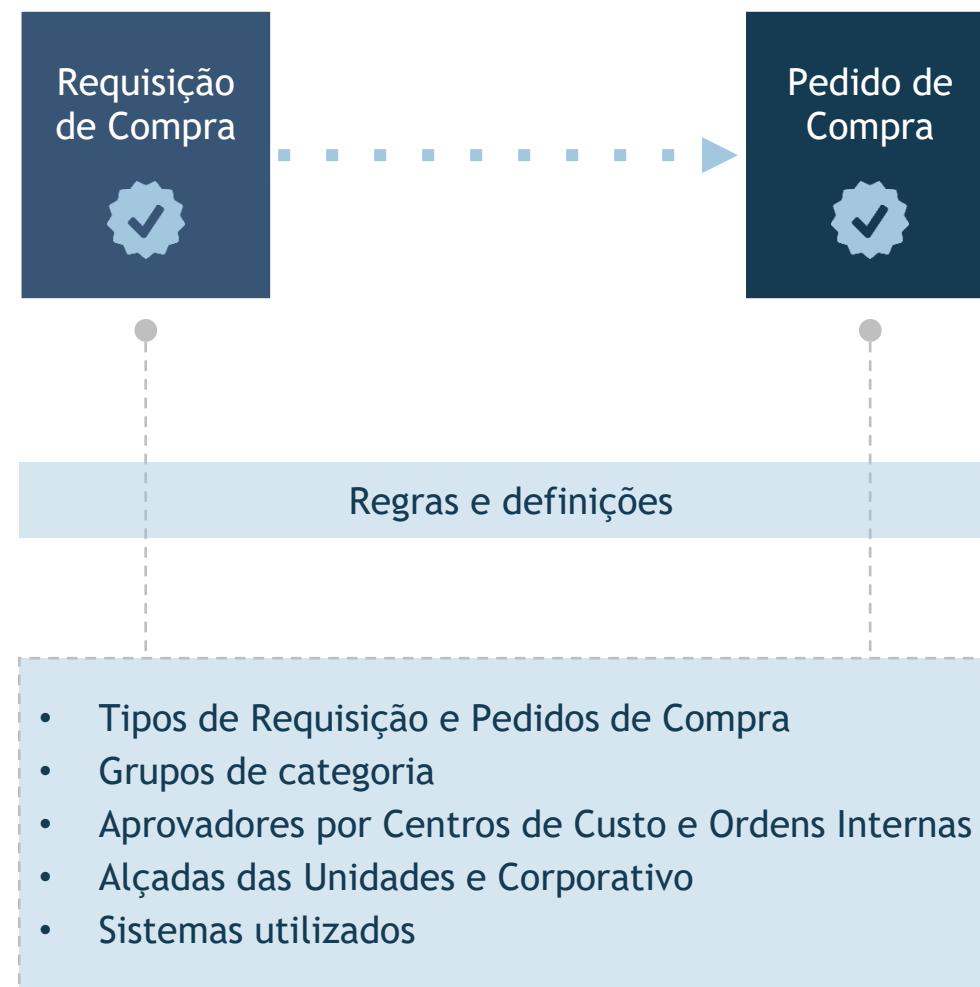 Requisição
de Compra
Pedido de
Compra
Regras e definições
• Tipos de Requisição e Pedidos de Compra
• Grupos de categoria
• Aprovadores por Centros de Custo e Ordens Internas
• Alçadas das Unidades e Corporativo
• Sistemas utilizados